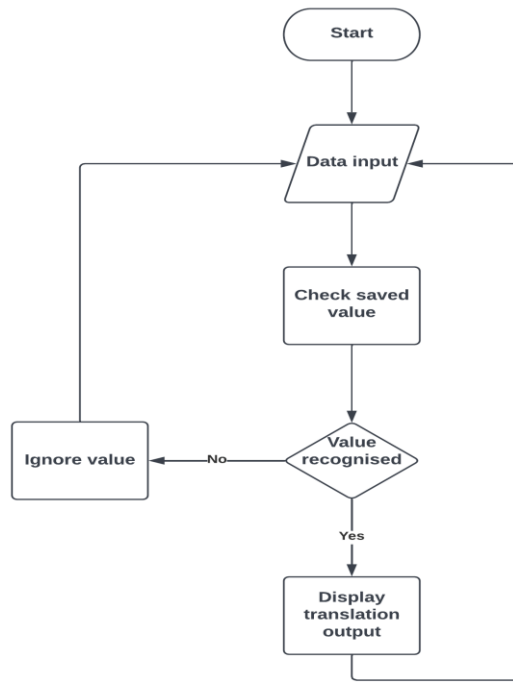 Start
Data input
Check saved
value
Value
recognised
No
Ignore value
Yes
Display
translation
output